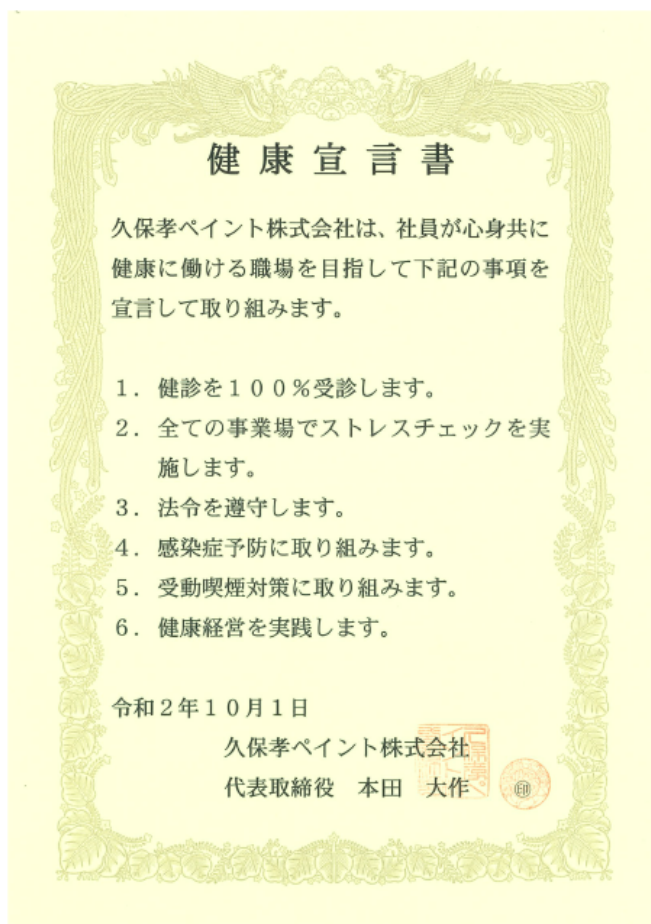 健康宣言書
久保孝ペイント株式会社は、社員が心身共に
健康に働ける職場を目指して下記の事項を
宣言して取り組みます。
１．健診を１００％受診します。
２．全ての事業場でストレスチェックを実
施します。
３．法令を遵守します。
４．感染症予防に取り組みます。
５．受動喫煙対策に取り組みます。
６．健康経営を実践します。
令和２年１０月１日
久保孝ペイント株式会社
代表取締役　本田　大作
印